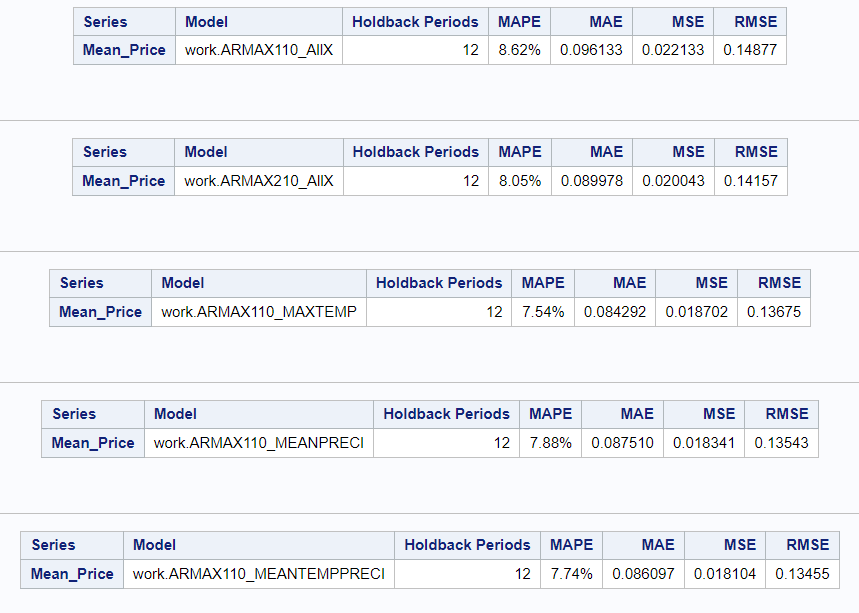 Series Model Holdback Periods MAPE MAE MSE RMSE
Mean_Price work.ARMAX110_AllX 12 8.62% 0.096133 0.022133 0.14877
Series Model Holdback Periods MAPE MAE MSE RMSE
Mean_Price work.ARMAX210_AllX 12 8.05% 0.089978 0.020043 0.14157
Series Model Holdback Periods MAPE MAE MSE RMSE
Mean_Price work.ARMAX110_MAXTEMP 12 7.54% 0.084292 0.018702 0.13675
Series Model Holdback Periods MAPE MAE MSE RMSE
Mean_Price work.ARMAX110_MEANPRECI 12 7.88% 0.087510 0.018341 0.13543
Series Model Holdback Periods MAPE MAE MSE RMSE
Mean_Price work.ARMAX110_MEANTEMPPRECI 12 7.74% 0.086097 0.018104 0.13455